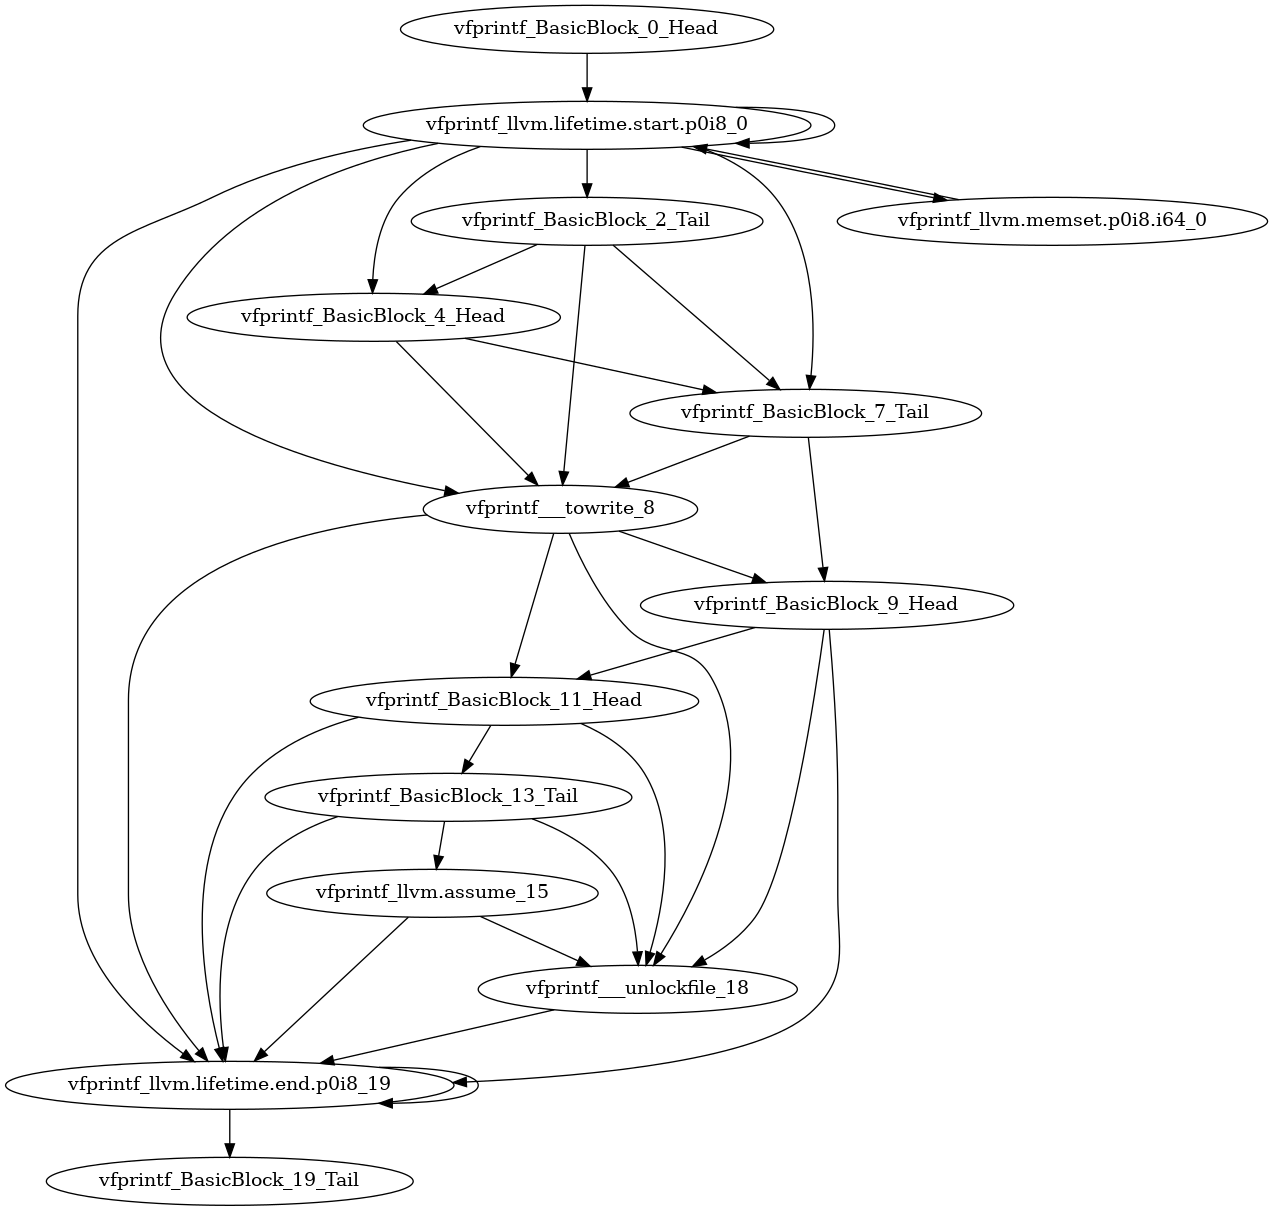 vfprintf_BasicBlock_0_Head
vfprintf_llvm.lifetime.start.p0i8_0
vfprintf_BasicBlock_2_Tail
vfprintf_llvm.memset.p0i8.i64_0
vfprintf_BasicBlock_4_Head
vfprintf_BasicBlock_7_Tail
vfprintf___towrite_8
vfprintf_BasicBlock_9_Head
vfprintf_BasicBlock_11_Head
vfprintf_BasicBlock_13_Tail
vfprintf_llvm.assume_15
vfprintf___unlockfile_18
vfprintf_llvm.lifetime.end.p0i8_19
vfprintf_BasicBlock_19_Tail